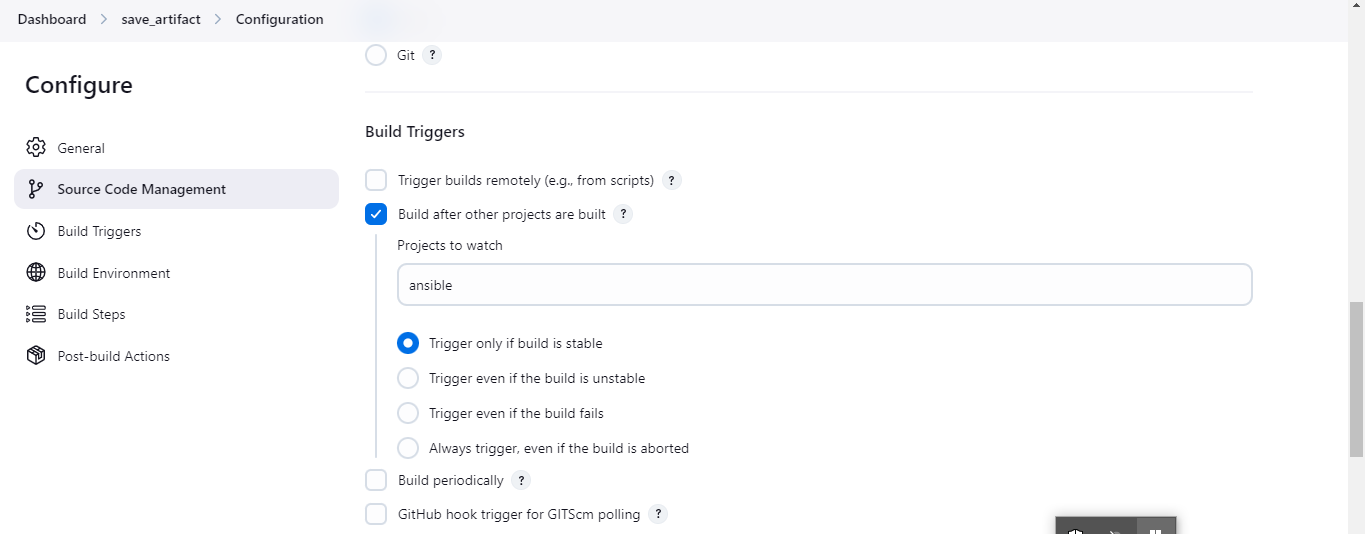 Dashboard > save_artifact > Configuration
Git ?
Configure
General
Source Code Management
Build Triggers
Build Environment
Build Steps
Post-build Actions
Build Triggers
Trigger builds remotely (e.g., from scripts) ?
Build after other projects are built ?
Projects to watch
ansible
Trigger only if build is stable
Trigger even if the build is unstable
Trigger even if the build fails
Always trigger, even if the build is aborted
Build periodically ?
GitHub hook trigger for GITScm polling ?